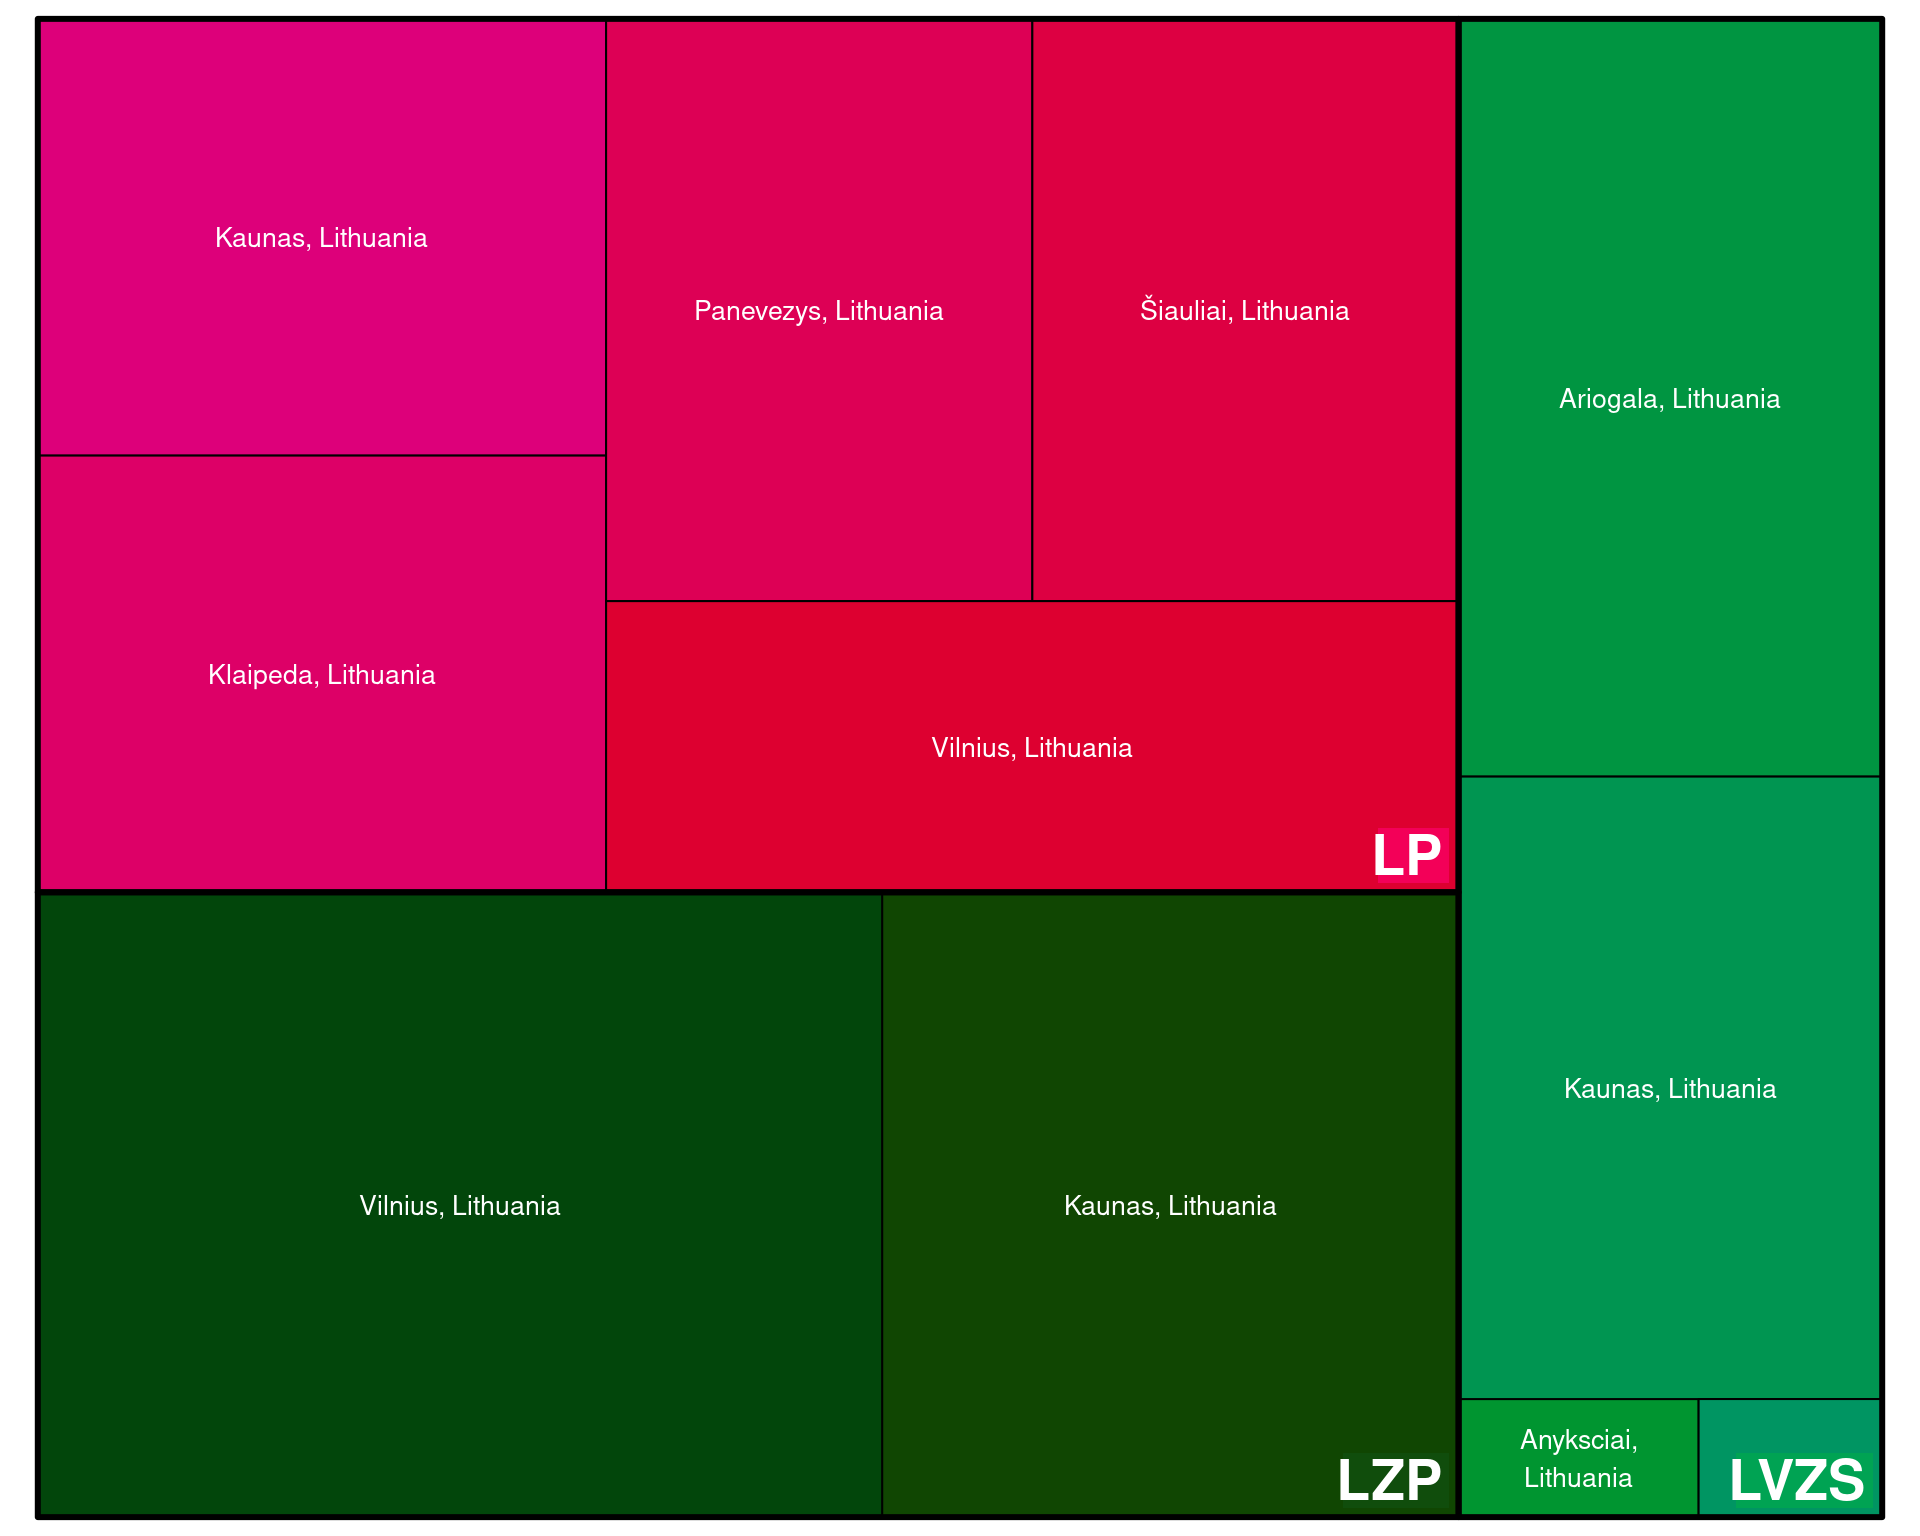 Kaunas, Lithuania
Panevezys, Lithuania
Šiauliai, Lithuania
Ariogala, Lithuania
Klaipeda, Lithuania
Vilnius, Lithuania
LP
Kaunas, Lithuania
Vilnius, Lithuania
Kaunas, Lithuania
LZP
Anyksciai,
Lithuania
LVZS